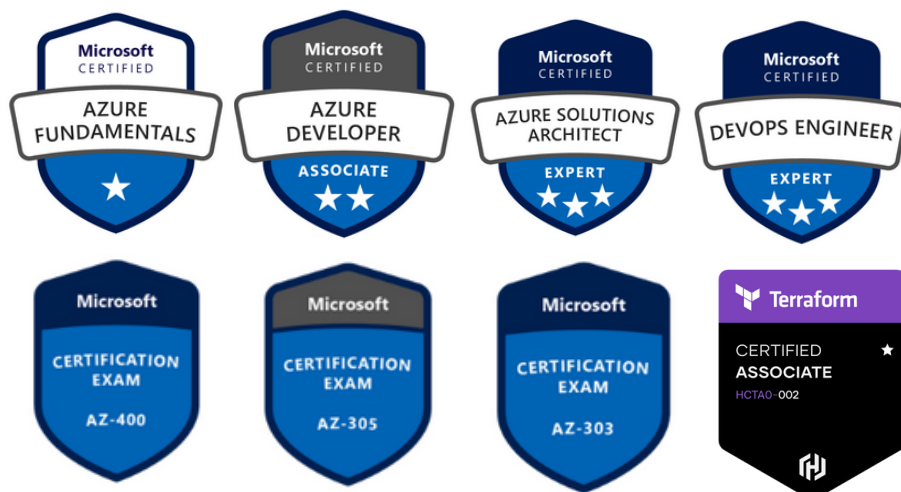 Microsoft
CERTIFIED
AZURE
FUNDAMENTALS
Microsoft
CERTIFIED
AZURE
DEVELOPER
ASSOCIATE
Microsoft
CERTIFIED
AZURE SOLUTIONS
ARCHITECT
EXPERT
Microsoft
CERTIFIED
DEVOPS ENGINEER
EXPERT
Microsoft
CERTIFICATION
EXAM
AZ-400
Microsoft
CERTIFICATION
EXAM
AZ-305
Microsoft
CERTIFICATION
EXAM
AZ-303
Terraform
CERTIFIED
ASSOCIATE
HCTA0-002